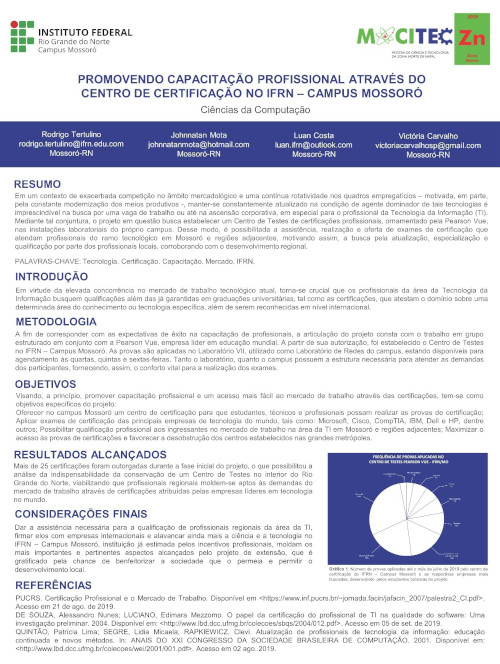 INSTITUTO FEDERAL
Rio Grande do Norte
Campus Mossoró
MOCITEC
MOSTRA DE CIÊNCIA E TECNOLOGIA
DA ZONA NORTE DE NATAL
2019
Zn
PROMOVENDO CAPACITAÇÃO PROFISSIONAL ATRAVÉS DO
CENTRO DE CERTIFICAÇÃO NO IFRN – CAMPUS MOSSORÓ
Ciências da Computação
Rodrigo Tertulino
rodrigo.tertulino@ifrn.edu.com
Mossoró-RN
Johnnatan Mota
johnnatanmota@hotmail.com
Mossoró-RN
Luan Costa
luan.ifrn@outlook.com
Mossoró-RN
Victória Carvalho
victoriacarvalhosp@gmail.com
Mossoró-RN
RESUMO
Em um contexto de exacerbada competição no âmbito mercadológico e uma contínua rotatividade nos quadros empregatícios – motivada, em parte,
pela constante modernização dos meios produtivos -, manter-se constantemente atualizado na condição de agente dominador de tais tecnologias é
imprescindível na busca por uma vaga de trabalho ou até na ascensão corporativa, em especial para o profissional da Tecnologia da Informação (TI).
Mediante tal conjuntura, o projeto em questão busca estabelecer um Centro de Testes de certificações profissionais, ornamentado pela Pearson Vue,
nas instalações laboratoriais do próprio campus. Desse modo, é possibilitada a assistência, realização e oferta de exames de certificação que
atendam profissionais do ramo tecnológico em Mossoró e regiões adjacentes, motivando assim, a busca pela atualização, especialização e
qualificação por parte dos profissionais locais, corroborando com o desenvolvimento regional.
PALAVRAS-CHAVE: Tecnologia. Certificação. Capacitação. Mercado. IFRN.
INTRODUÇÃO
Em virtude da elevada concorrência no mercado de trabalho tecnológico atual, torna-se crucial que os profissionais da área da Tecnologia da
Informação busquem qualificações além das já garantidas em graduações universitárias, tal como as certificações, que atestam o domínio sobre uma
determinada área do conhecimento ou tecnologia específica, além de serem reconhecidas em nível internacional.
METODOLOGIA
A fim de corresponder com as expectativas de êxito na capacitação de profissionais, a articulação do projeto consta com o trabalho em grupo
estruturado em conjunto com a Pearson Vue, empresa líder em educação mundial. A partir de sua autorização, foi estabelecido o Centro de Testes
no IFRN – Campus Mossoró. As provas são aplicadas no Laboratório VII, utilizado como Laboratório de Redes do campus, estando disponíveis para
agendamento às quartas, quintas e sextas-feiras. Tanto o laboratório, quanto o campus possuem a estrutura necessária para atender as demandas
dos participantes, fornecendo, assim, o conforto vital para a realização dos exames.
OBJETIVOS
Visando, a princípio, promover capacitação profissional e um acesso mais fácil ao mercado de trabalho através das certificações, tem-se como
objetivos específicos do projeto:
Oferecer no campus Mossoró um centro de certificação para que estudantes, técnicos e profissionais possam realizar as provas de certificação;
Aplicar exames de certificação das principais empresas de tecnologia do mundo, tais como: Microsoft, Cisco, CompTIA, IBM, Dell e HP, dentre
outros; Possibilitar qualificação profissional aos ingressantes no mercado de trabalho na área da TI em Mossoró e regiões adjacentes; Maximizar o
acesso às provas de certificações e favorecer a desobstrução dos centros estabelecidos nas grandes metrópoles.
RESULTADOS ALCANÇADOS
Mais de 25 certificações foram outorgadas durante a fase inicial do projeto, o que possibilitou a
análise da indispensabilidade da conservação de um Centro de Testes no interior do Rio
Grande do Norte, viabilizando que profissionais regionais moldem-se aptos às demandas do
mercado de trabalho através de certificações atribuídas pelas empresas líderes em tecnologia
no mundo.
FREQUÊNCIA DE PROVAS APLICADAS NO
CENTRO DE TESTES PEARSON VUE - IFRN/MO
Gráfico 1. Número de provas aplicadas até o mês de junho de 2019 pelo centro de
certificação do IFRN – Campus Mossoró e as respectivas empresas mais
buscadas, desenvolvido pelos estudantes bolsistas do projeto.
CONSIDERAÇÕES FINAIS
Dar a assistência necessária para a qualificação de profissionais regionais da área da TI,
firmar elos com empresas internacionais e alavancar ainda mais a ciência e a tecnologia no
IFRN – Campus Mossoró, instituição já estimada pelos incentivos profissionais, moldam os
mais importantes e pertinentes aspectos alcançados pelo projeto de extensão, que é
gratificado pela chance de benfeitorizar a sociedade que o permeia e permitir o
desenvolvimento local.
REFERÊNCIAS
PUCRS. Certificação Profissional e o Mercado de Trabalho. Disponível em <https://www.inf.pucrs.br/~jornada.facin/jafacin_2007/palestra2_CI.pdf>.
Acesso em 21 de ago. de 2019.
DE SOUZA, Alessandro Nunes; LUCIANO, Edimara Mezzomo. O papel da certificação profissional de TI na qualidade do software: Uma
investigação preliminar. 2004. Disponível em: <http://www.lbd.dcc.ufmg.br/colecoes/sbqs/2004/012.pdf>. Acesso em 05 de set. de 2019.
QUINTÃO, Patrícia Lima; SEGRE, Lídia Micaela; RAPKIEWICZ, Clevi. Atualização de profissionais de tecnologia da informação: educação
continuada e novos métodos. In: ANAIS DO XXI CONGRESSO DA SOCIEDADE BRASILEIRA DE COMPUTAÇÃO. 2001. Disponível em:
<http://www.lbd.dcc.ufmg.br/colecoes/wei/2001/001.pdf>. Acesso em 02 ago. 2019.